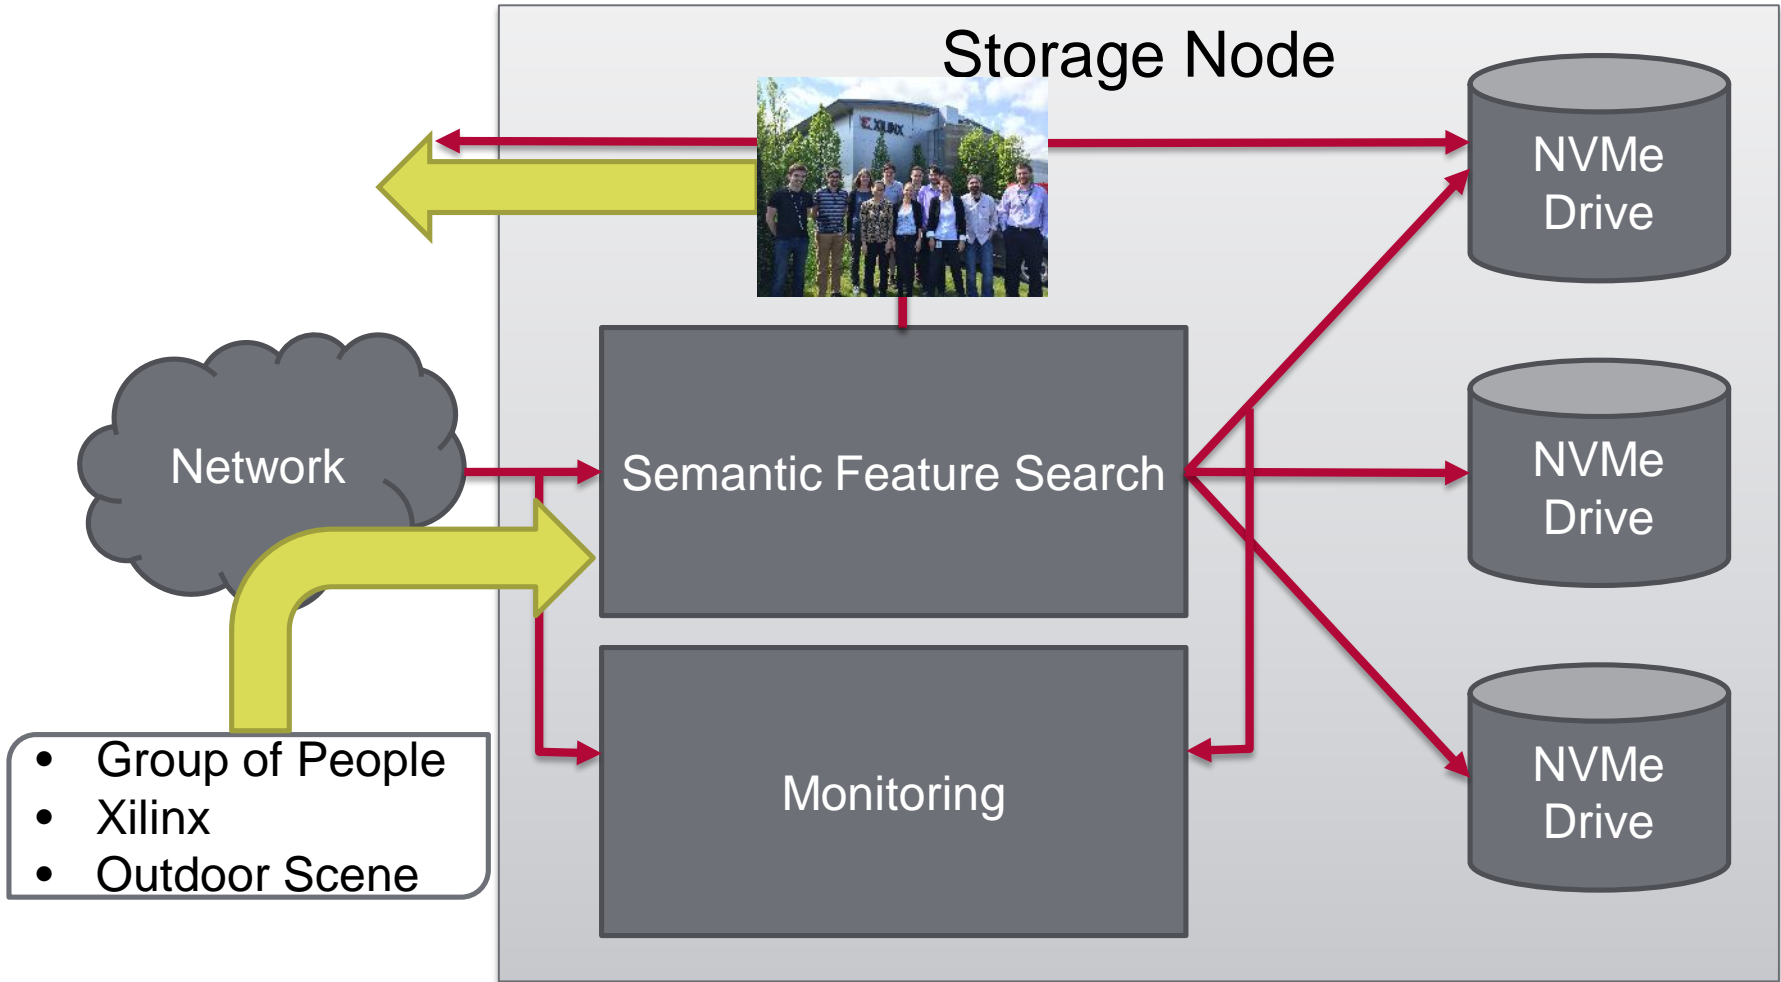 Storage Node
XILINX
NVMe
Drive
Network
Semantic Feature Search
NVMe
Drive
• Group of People
• Xilinx
• Outdoor Scene
Monitoring
NVMe
Drive